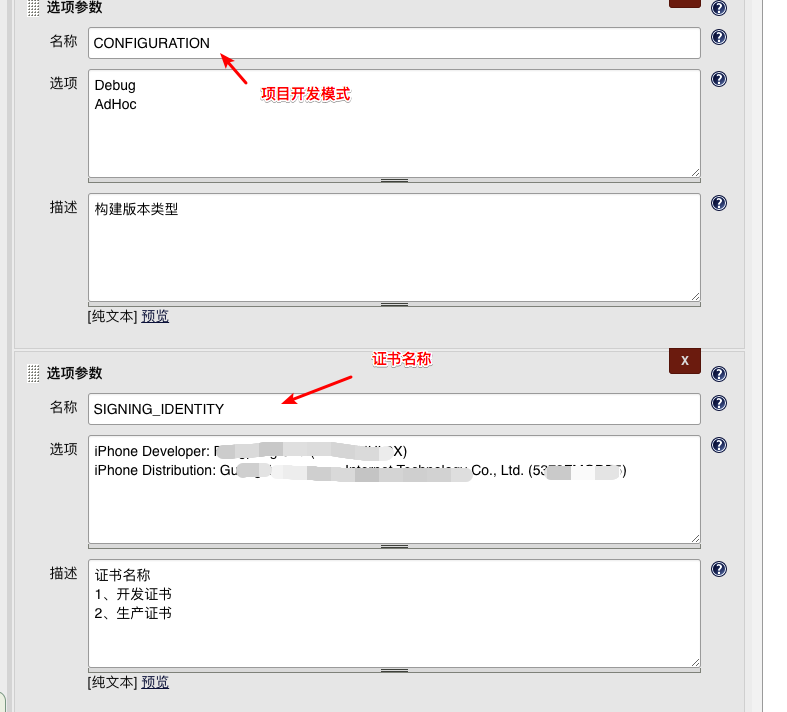 选项参数
名称 CONFIGURATION
项目开发模式
选项 Debug
AdHoc
描述 构建版本类型
[纯文本] 预览
证书名称
X
选项参数
名称 SIGNING_IDENTITY
选项 iPhone Developer: X)
iPhone Distribution: Gu Internet Technology Co., Ltd. (53
描述 证书名称
1、开发证书
2、生产证书
[纯文本] 预览